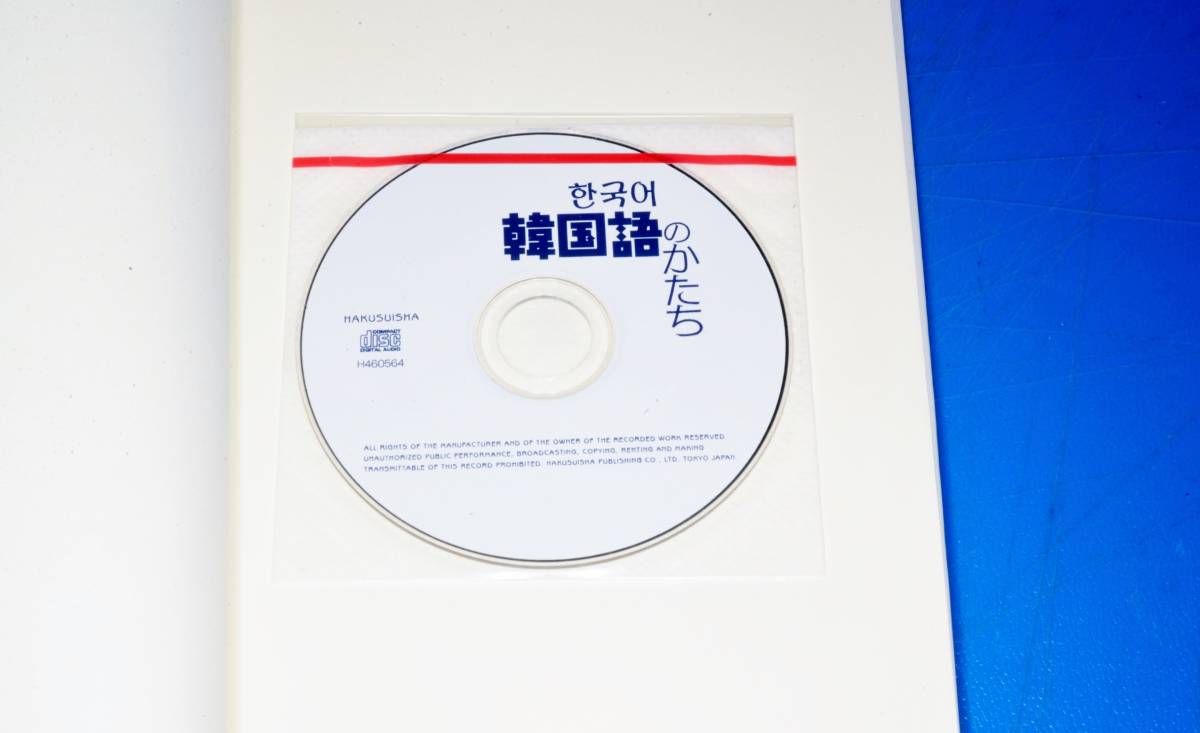 한국어
韓国語のかたち
HAKUSUISHA
COMPACT
disc
DIGITAL AUDIO
H460564
ALL RIGHTS OF THE MANUFACTURER AND OF THE OWNER OF THE RECORDED WORK RESERVED
UNAUTHORIZED PUBLIC PERFORMANCE, BROADCASTING, COPYING, RENTING AND MAKING
TRANSMITTABLE OF THIS RECORD PROHIBITED. HAKUSUISHA PUBLISHING CO., LTD. TOKYO JAPAN.